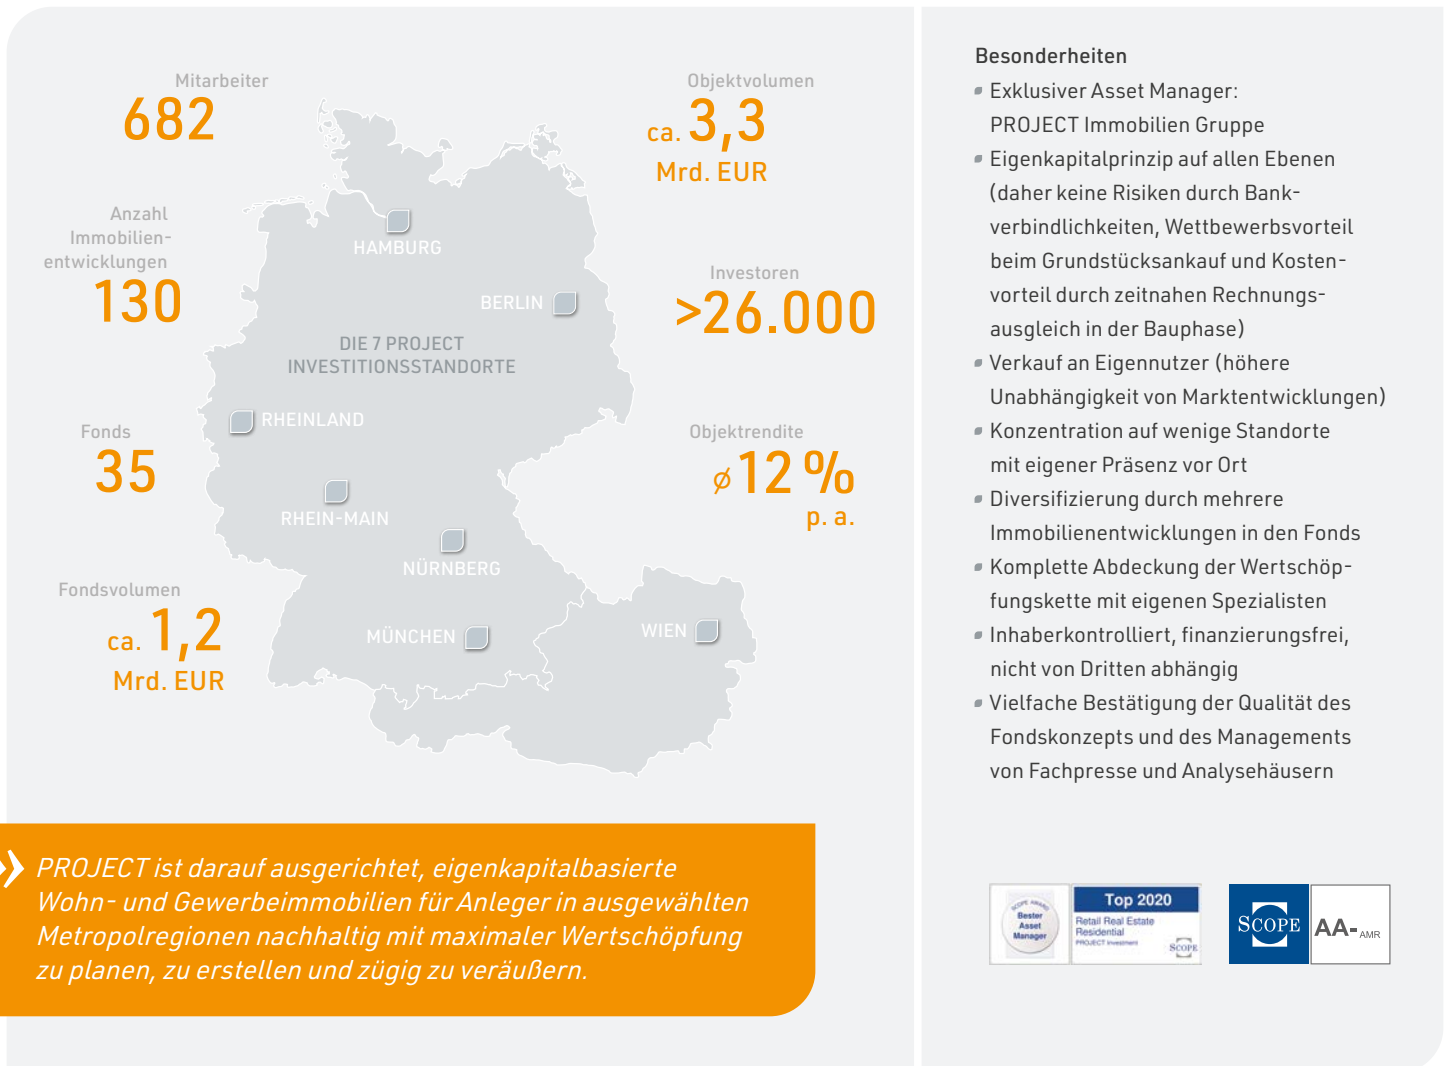 Mitarbeiter
682
Anzahl
Immobilien-
entwicklungen
130
Fonds
35
Fondsvolumen
ca. 1,2
Mrd. EUR
HAMBURG
BERLIN
DIE 7 PROJECT
INVESTITIONSSTANDORTE
RHEINLAND
RHEIN-MAIN
NÜRNBERG
MÜNCHEN
WIEN
Objektvolumen
ca. 3,3
Mrd. EUR
Investoren
>26.000
Objektrendite
ø 12 %
p. a.
» PROJECT ist darauf ausgerichtet, eigenkapitalbasierte
Wohn- und Gewerbeimmobilien für Anleger in ausgewählten
Metropolregionen nachhaltig mit maximaler Wertschöpfung
zu planen, zu erstellen und zügig zu veräußern.
Besonderheiten
Exklusiver Asset Manager:
PROJECT Immobilien Gruppe
Eigenkapitalprinzip auf allen Ebenen
(daher keine Risiken durch Bank-
verbindlichkeiten, Wettbewerbsvorteil
beim Grundstücksankauf und Kosten-
vorteil durch zeitnahen Rechnungs-
ausgleich in der Bauphase)
Verkauf an Eigennutzer (höhere
Unabhängigkeit von Marktentwicklungen)
Konzentration auf wenige Standorte
mit eigener Präsenz vor Ort
Diversifizierung durch mehrere
Immobilienentwicklungen in den Fonds
Komplette Abdeckung der Wertschöp-
fungskette mit eigenen Spezialisten
Inhaberkontrolliert, finanzierungsfrei,
nicht von Dritten abhängig
Vielfache Bestätigung der Qualität des
Fondskonzepts und des Managements
von Fachpresse und Analysehäusern
SCOPE AWARD
Bester
Asset
Manager
Top 2020
Retail Real Estate
Residential
PROJECT Investment
SCOPE
SCOPE
AA- AMR